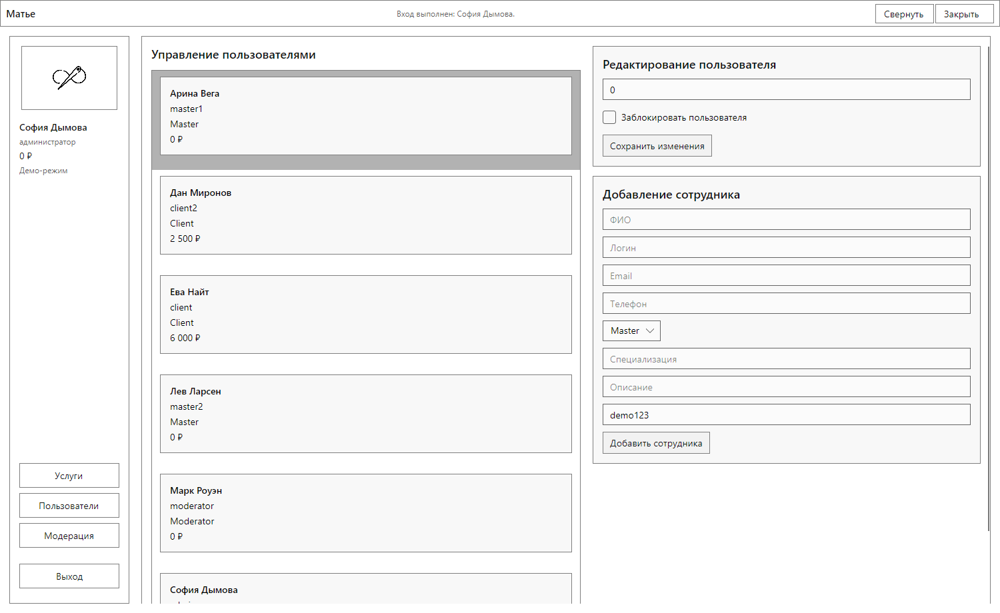 Матье
Вход выполнен: София Дымова.
Свернуть
Закрыть
София Дымова
администратор
0 ₽
Демо-режим
Услуги
Пользователи
Модерация
Выход
Управление пользователями
Арина Вега
master1
Master
0 ₽
Дан Миронов
client2
Client
2 500 ₽
Ева Найт
client
Client
6 000 ₽
Лев Ларсен
master2
Master
0 ₽
Марк Роуэн
moderator
Moderator
0 ₽
София Дымова
Редактирование пользователя
0
Заблокировать пользователя
Сохранить изменения
Добавление сотрудника
ФИО
Логин
Email
Телефон
Master
Специализация
Описание
demo123
Добавить сотрудника